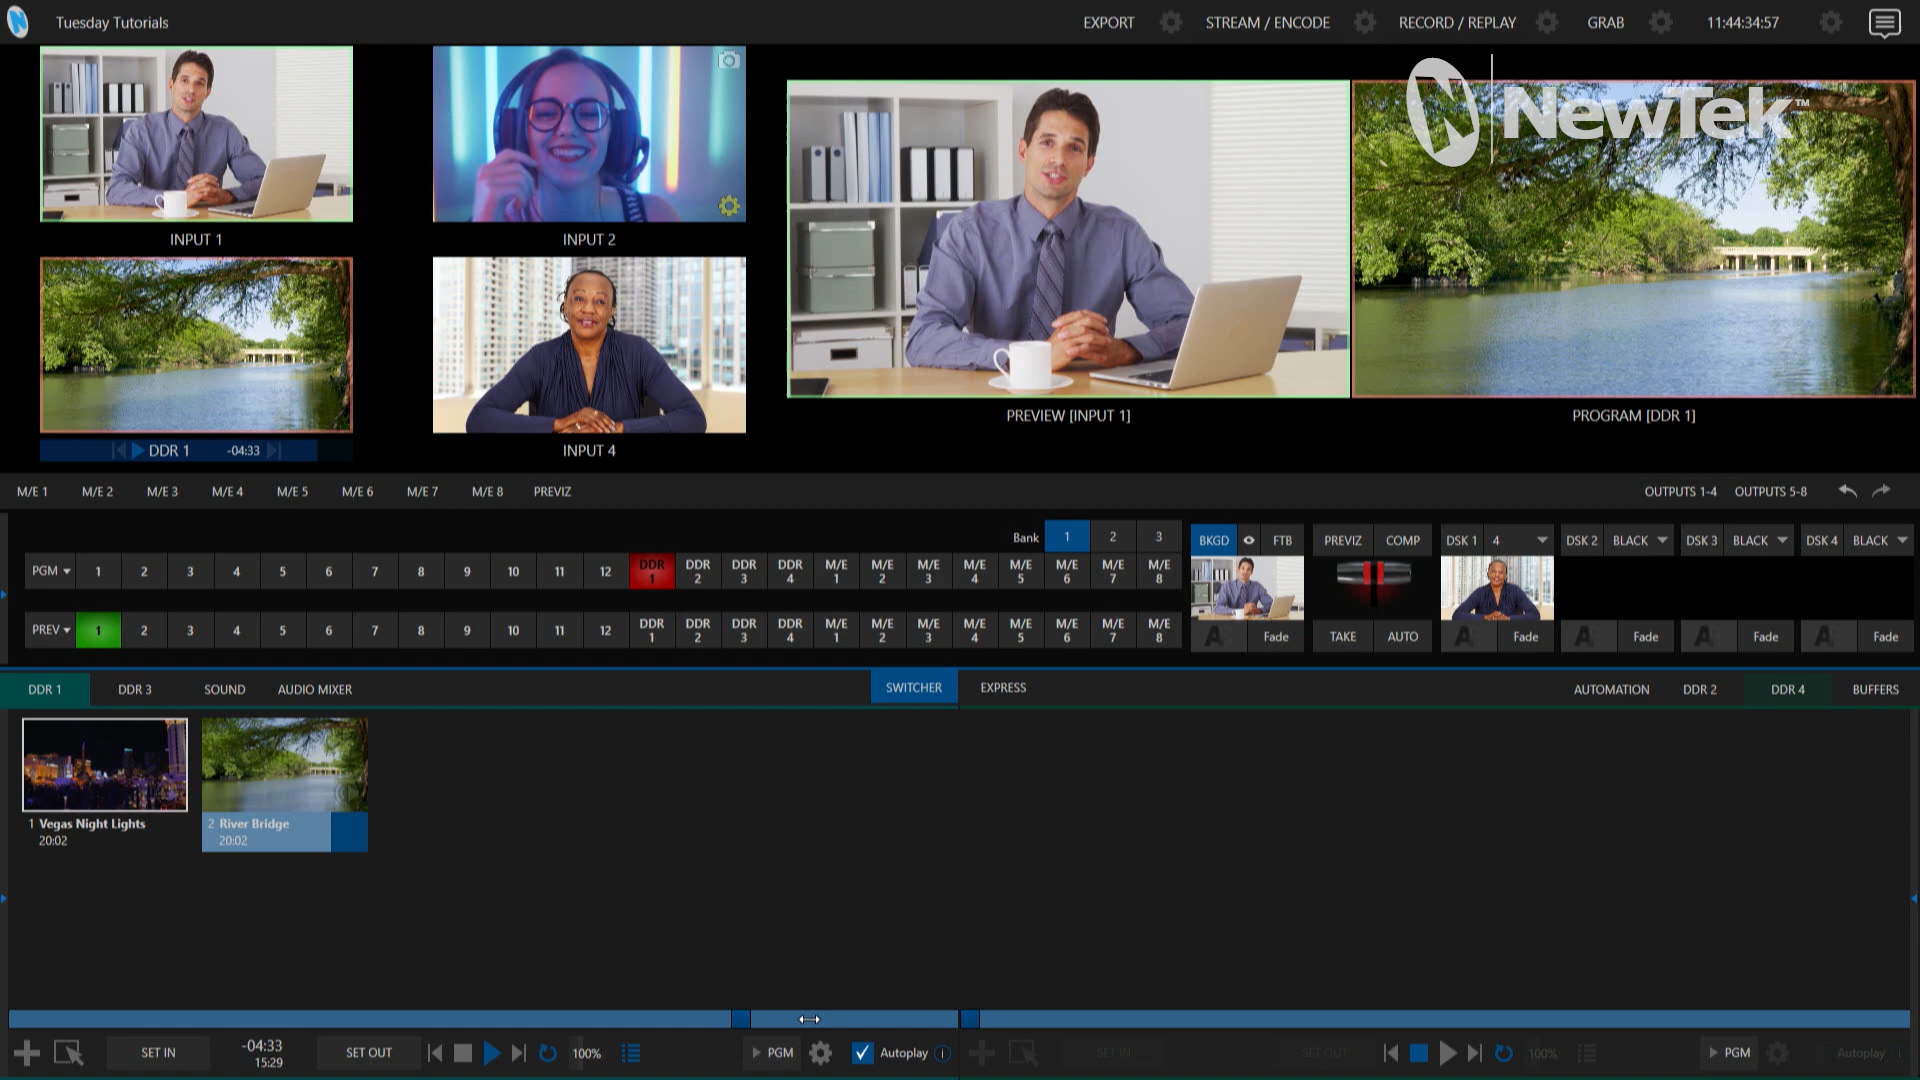 Tuesday Tutorials
EXPORT
STREAM / ENCODE
RECORD / REPLAY
GRAB
11:44:34:57
NewTek™
INPUT 1
INPUT 2
DDR 1 -04:33
INPUT 4
PREVIEW [INPUT 1]
PROGRAM [DDR 1]
M/E 1 M/E 2 M/E 3 M/E 4 M/E 5 M/E 6 M/E 7 M/E 8 PREVIZ
OUTPUTS 1-4 OUTPUTS 5-8
Bank 1 2 3
PGM 1 2 3 4 5 6 7 8 9 10 11 12 DDR 1 DDR 2 DDR 3 DDR 4 M/E 1 M/E 2 M/E 3 M/E 4 M/E 5 M/E 6 M/E 7 M/E 8
PREV 1 2 3 4 5 6 7 8 9 10 11 12 DDR 1 DDR 2 DDR 3 DDR 4 M/E 1 M/E 2 M/E 3 M/E 4 M/E 5 M/E 6 M/E 7 M/E 8
BKGD FTB PREVIZ COMP DSK 1 4 DSK 2 BLACK DSK 3 BLACK DSK 4 BLACK
A Fade TAKE AUTO A Fade A Fade A Fade A Fade
DDR 1 DDR 3 SOUND AUDIO MIXER
SWITCHER EXPRESS
AUTOMATION DDR 2 DDR 4 BUFFERS
1 Vegas Night Lights
20:02
2 River Bridge
20:02
SET IN
-04:33
15:29
SET OUT
100%
PGM
Autoplay
SET IN
SET OUT
100%
PGM
Autoplay